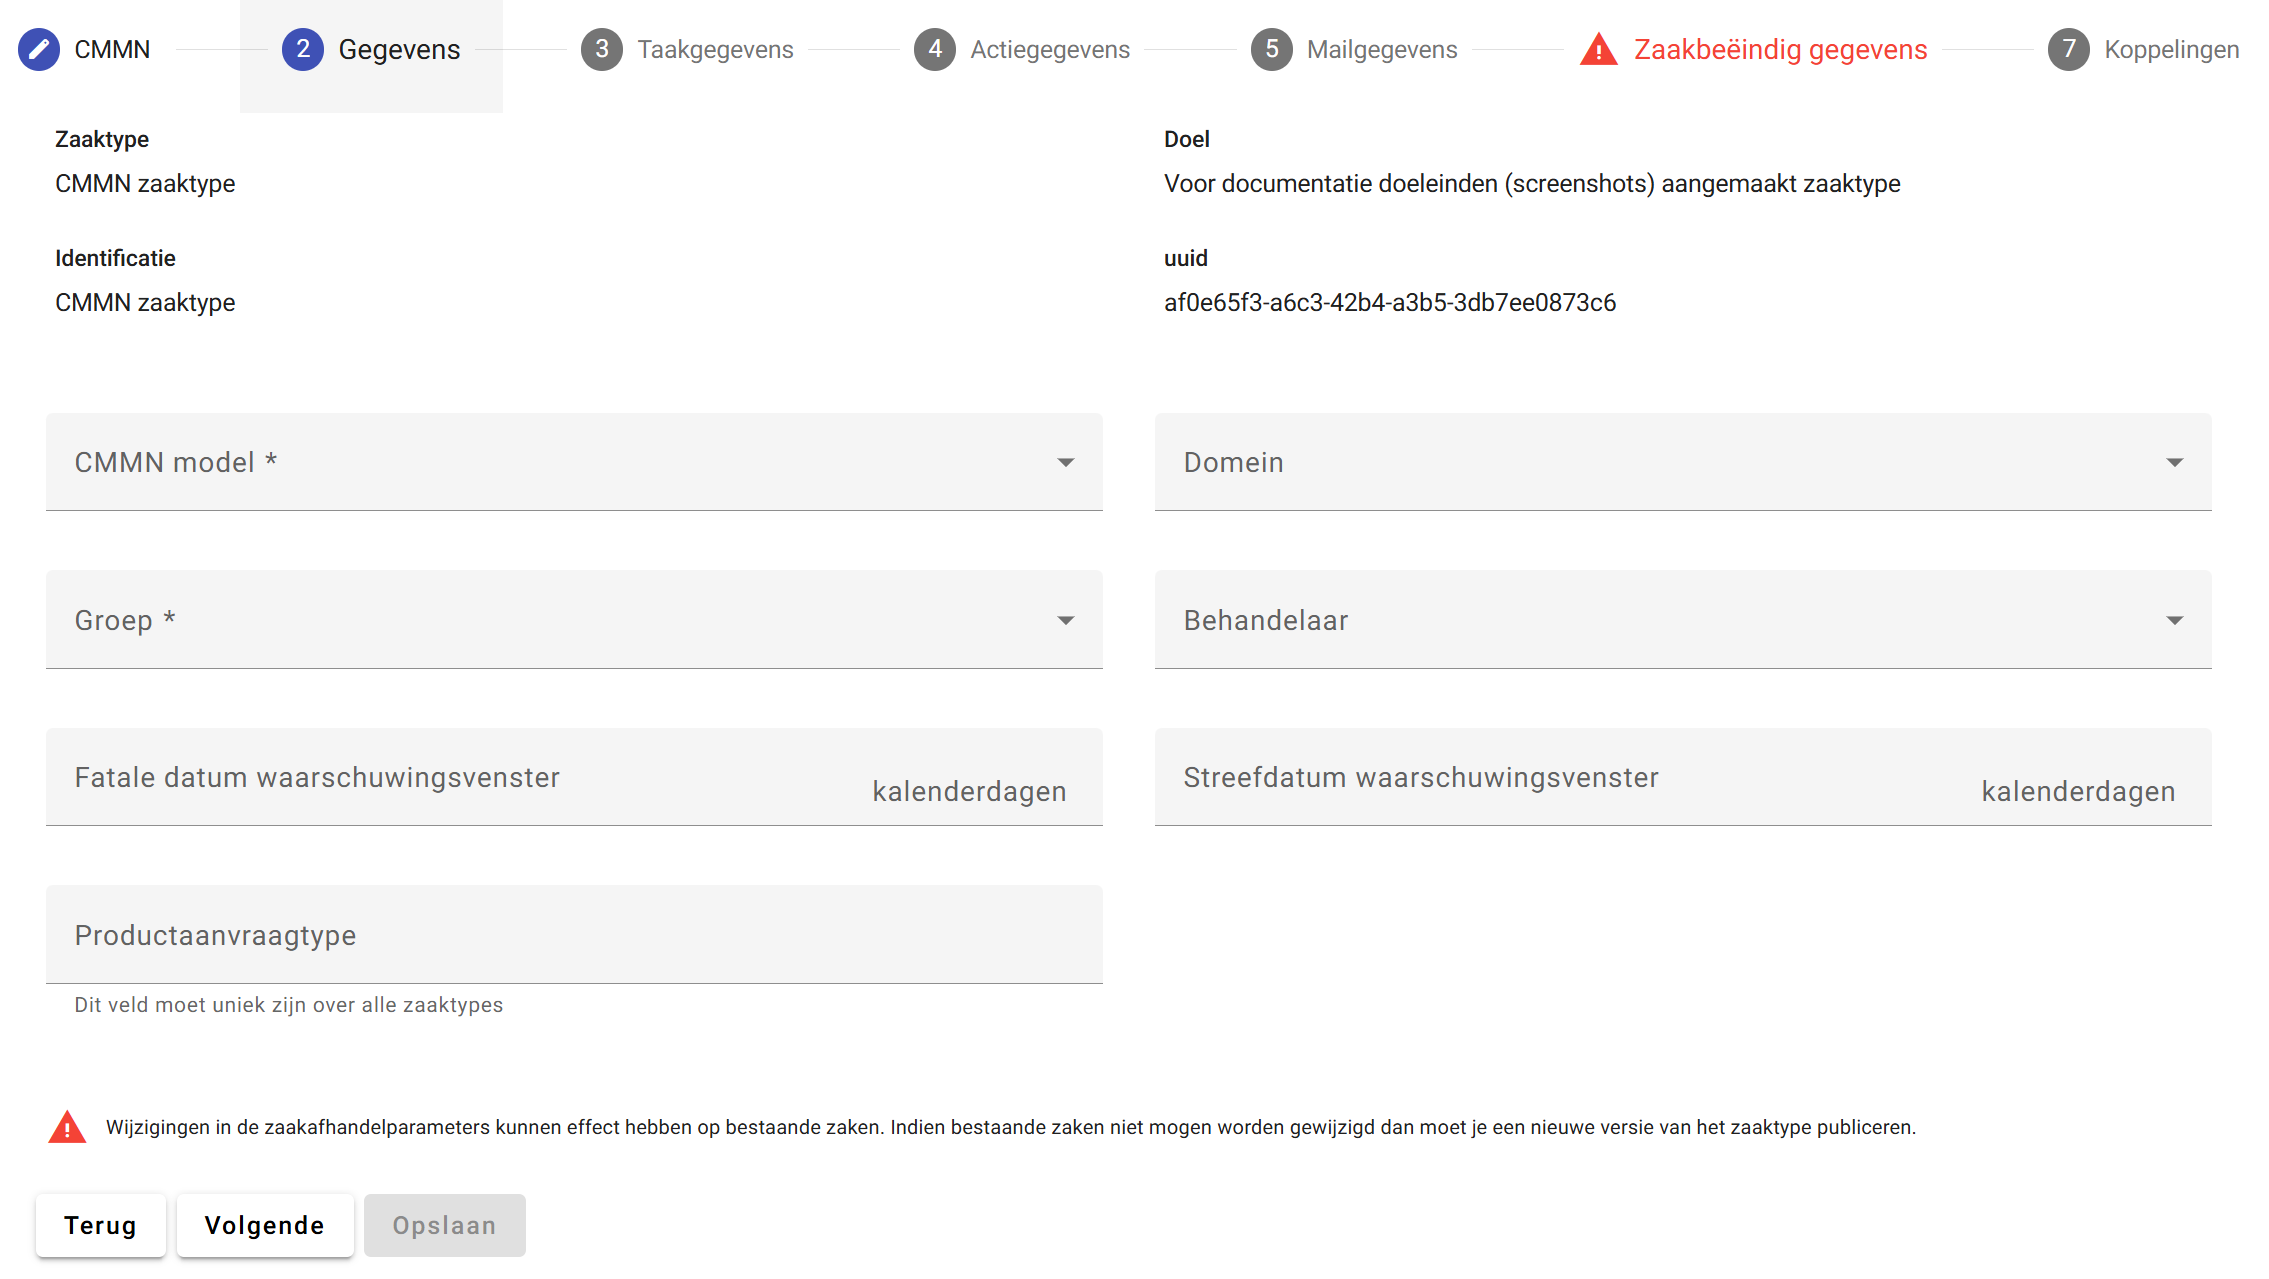 CMMN
2 Gegevens
3 Taakgegevens
4 Actiegegevens
5 Mailgegevens
Zaakbeëindig gegevens
7 Koppelingen
Zaaktype
CMMN zaaktype
Doel
Voor documentatie doeleinden (screenshots) aangemaakt zaaktype
Identificatie
CMMN zaaktype
uuid
af0e65f3-a6c3-42b4-a3b5-3db7ee0873c6
CMMN model *
Domein
Groep *
Behandelaar
Fatale datum waarschuwingsvenster kalenderdagen
Streefdatum waarschuwingsvenster kalenderdagen
Productaanvraagtype
Dit veld moet uniek zijn over alle zaaktypes
Wijzigingen in de zaakafhandelparameters kunnen effect hebben op bestaande zaken. Indien bestaande zaken niet mogen worden gewijzigd dan moet je een nieuwe versie van het zaaktype publiceren.
Terug
Volgende
Opslaan